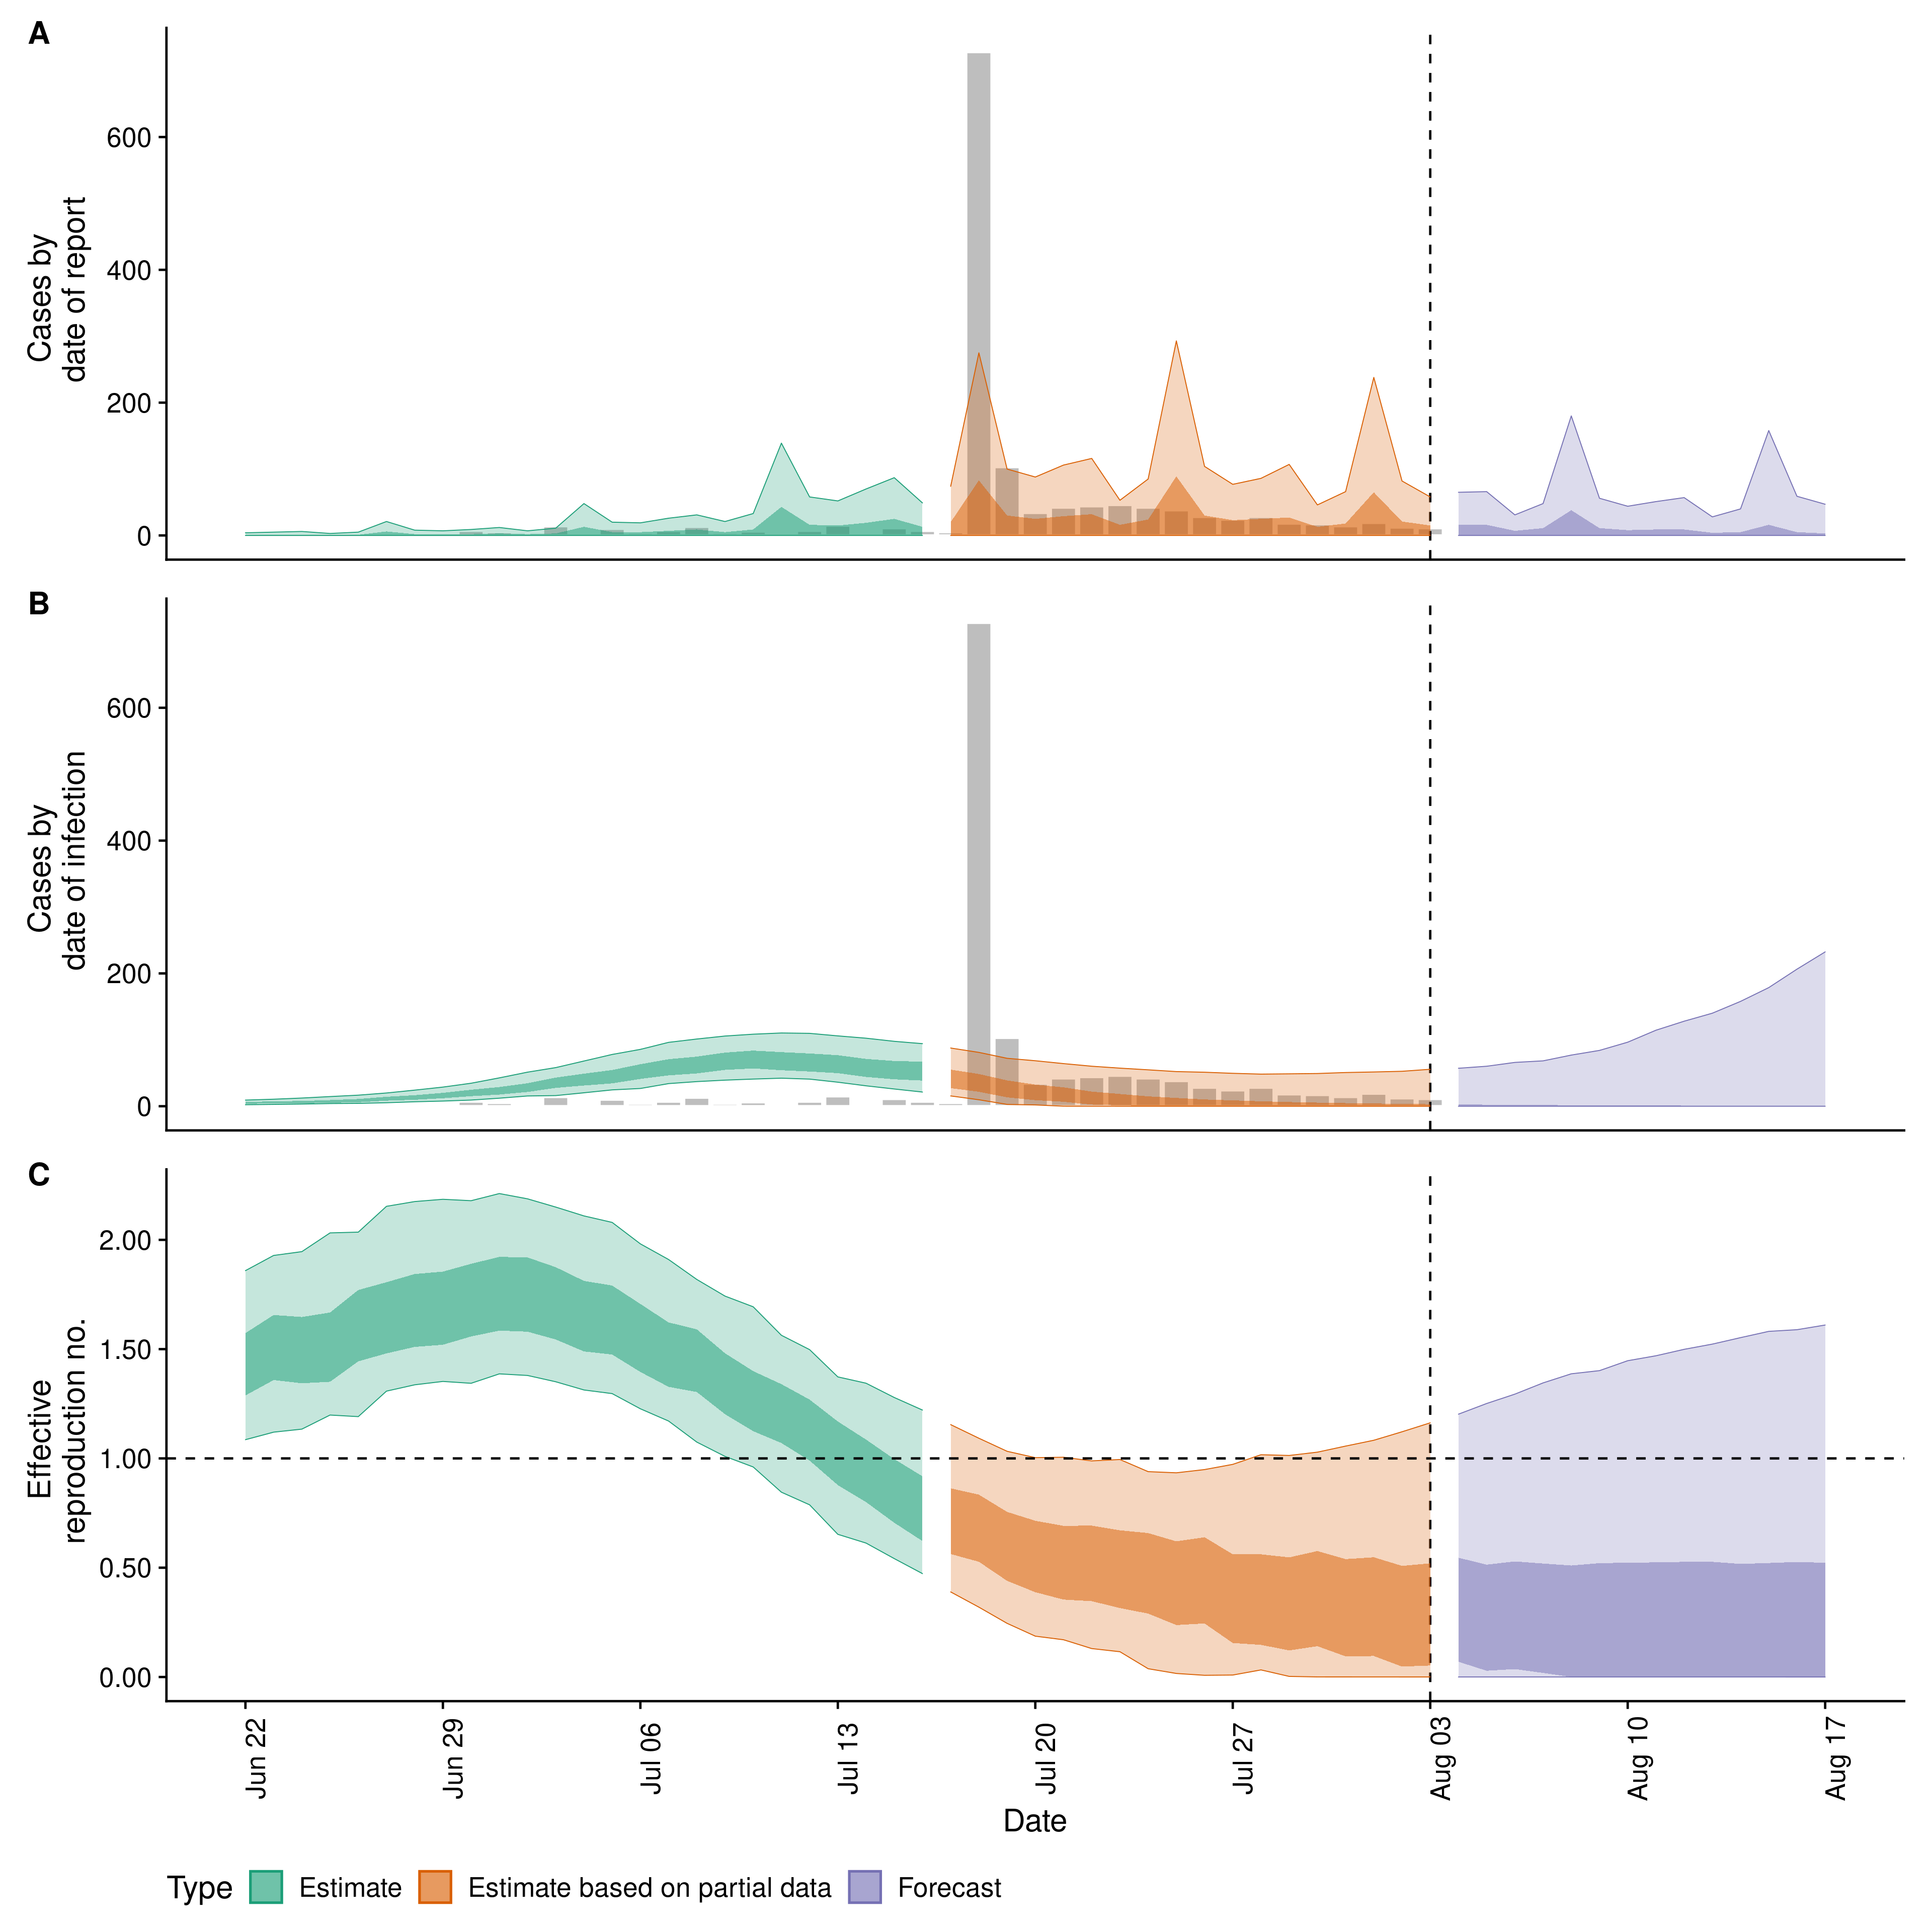 A
Cases by
date of report
600
400
200
0
B
Cases by
date of infection
600
400
200
0
C
Effective
reproduction no.
2.00
1.50
1.00
0.50
0.00
Jun 22
Jun 29
Jul 06
Jul 13
Jul 20
Jul 27
Aug 03
Aug 10
Aug 17
Date
Type Estimate Estimate based on partial data Forecast